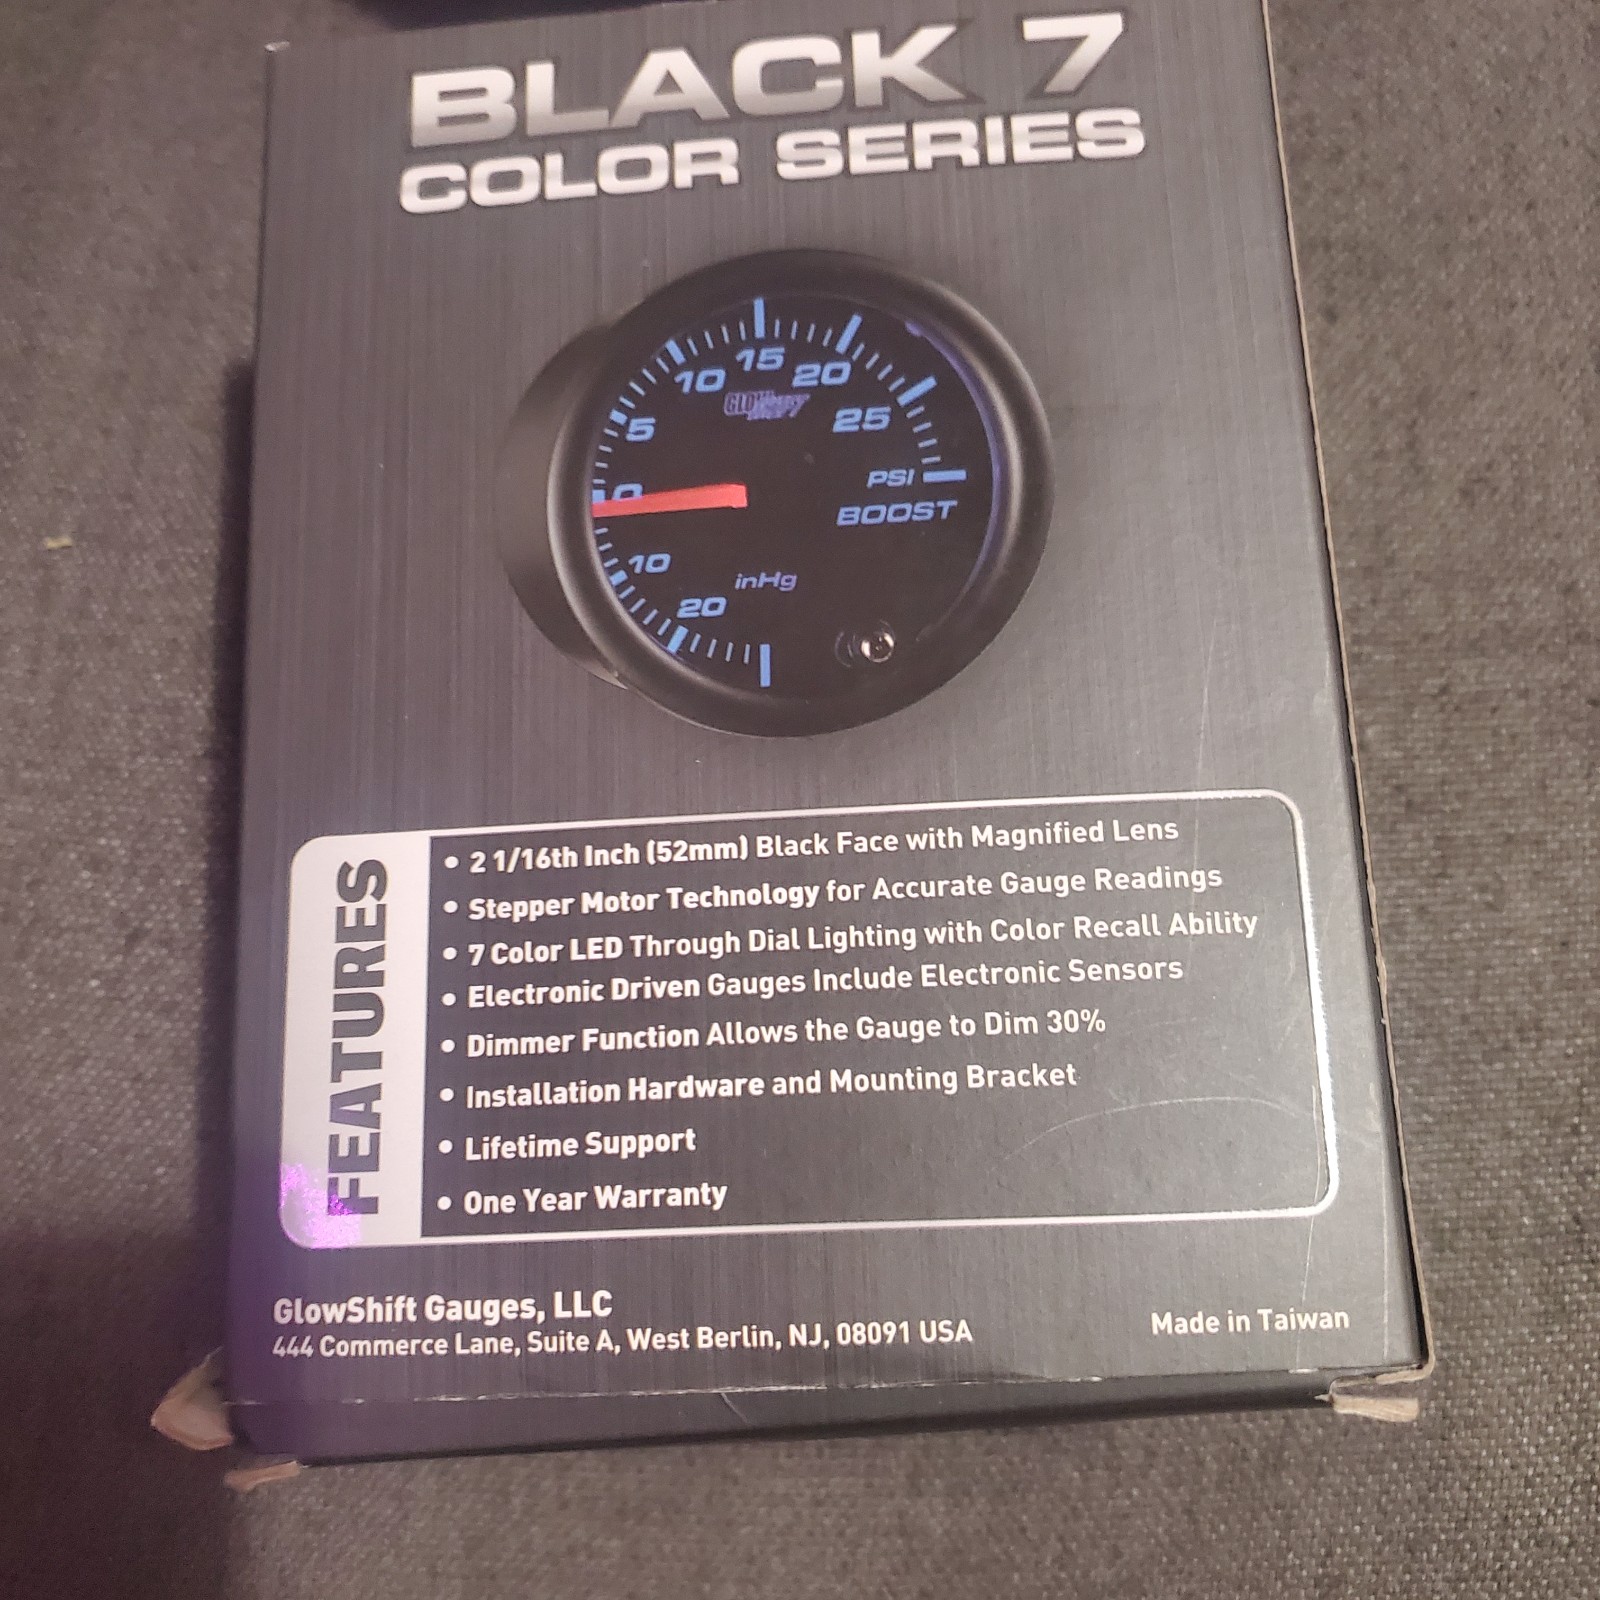 BLACK 7
COLOR SERIES
15
10
20
5
25
0
PSI
BOOST
10
inHg
20
FEATURES
• 2 1/16th Inch (52mm) Black Face with Magnified Lens
• Stepper Motor Technology for Accurate Gauge Readings
• 7 Color LED Through Dial Lighting with Color Recall Ability
• Electronic Driven Gauges Include Electronic Sensors
• Dimmer Function Allows the Gauge to Dim 30%
• Installation Hardware and Mounting Bracket
• Lifetime Support
• One Year Warranty
GlowShift Gauges, LLC
444 Commerce Lane, Suite A, West Berlin, NJ, 08091 USA
Made in Taiwan